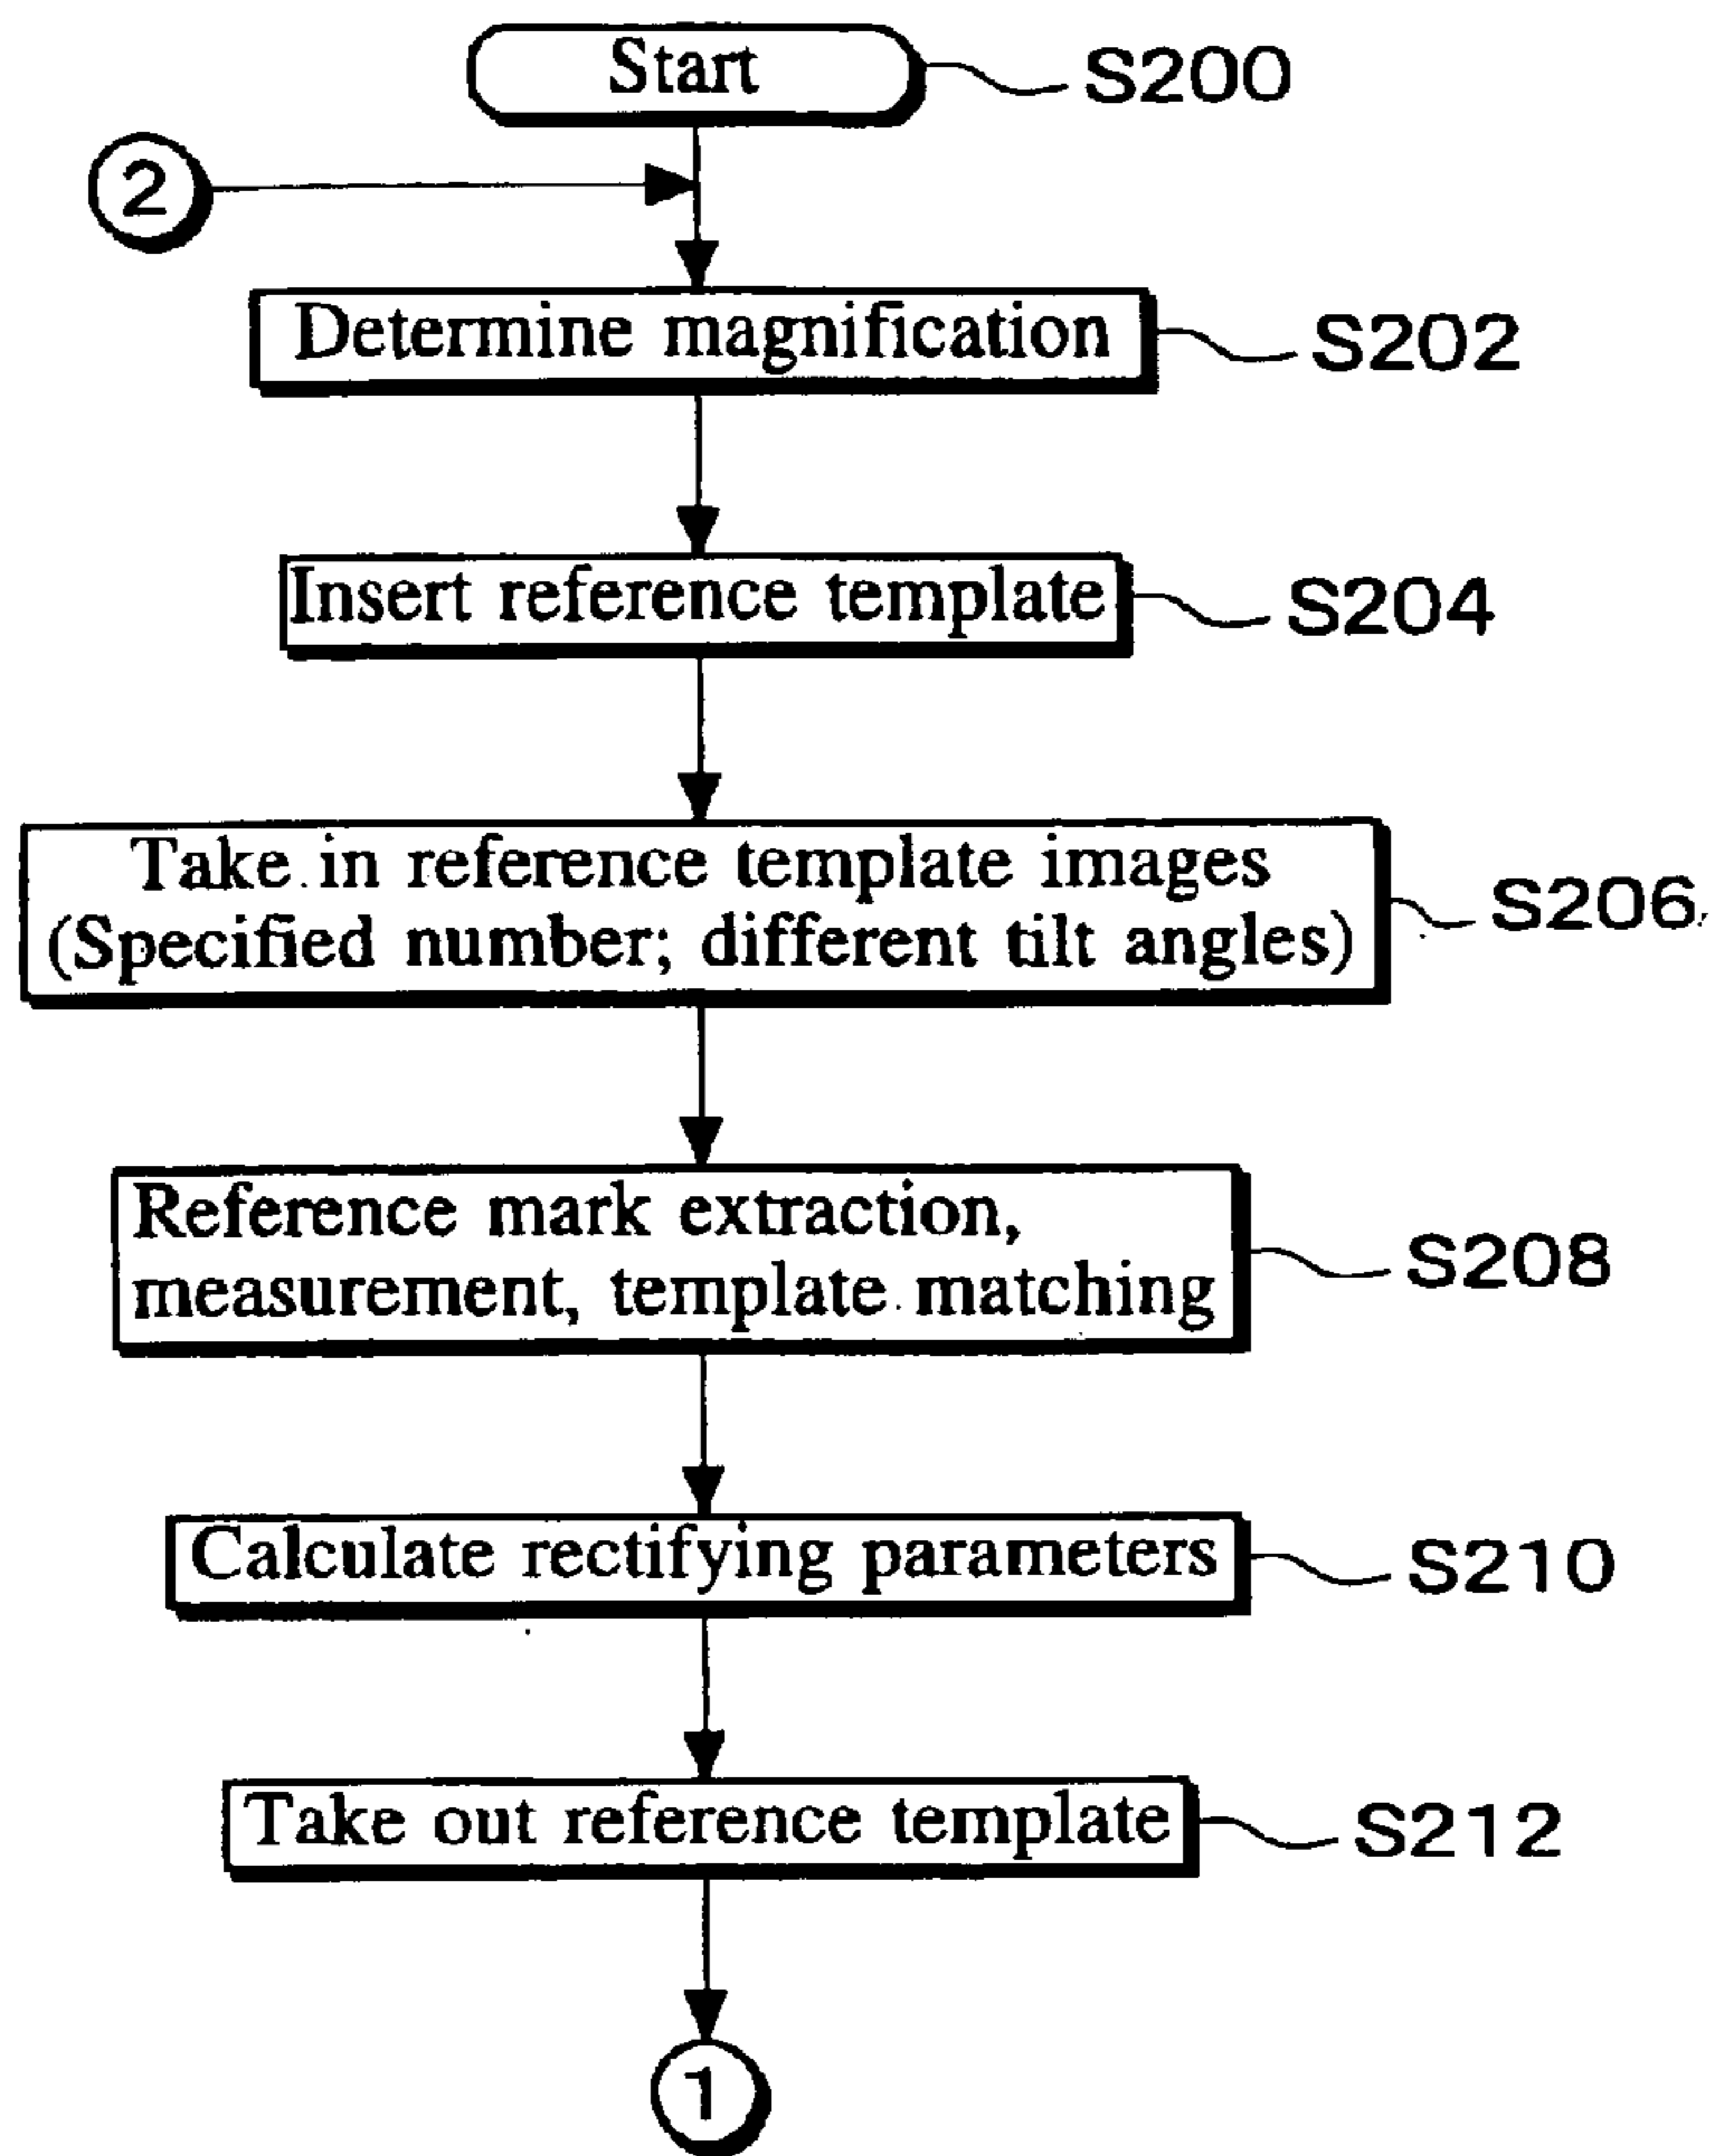 Start
S200
2
Determine magnification
S202
Insert reference template
S204
Take in reference template images
(Specified number; different tilt angles)
S206
Reference mark extraction,
measurement, template matching
S208
Calculate rectifying parameters
S210
Take out reference template
S212
1